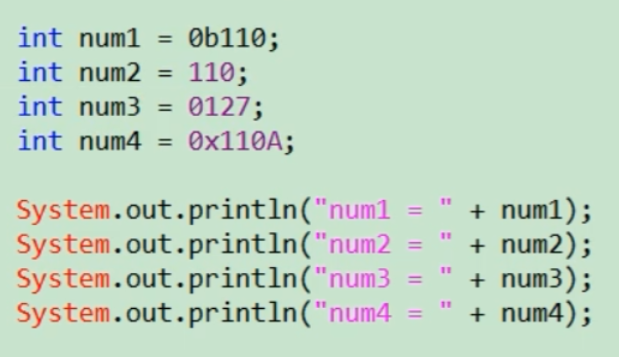 int num1 = 0b110;
int num2 = 110;
int num3 = 0127;
int num4 = 0x110A;
System.out.println("num1 = " + num1);
System.out.println("num2 = " + num2);
System.out.println("num3 = " + num3);
System.out.println("num4 = " + num4);